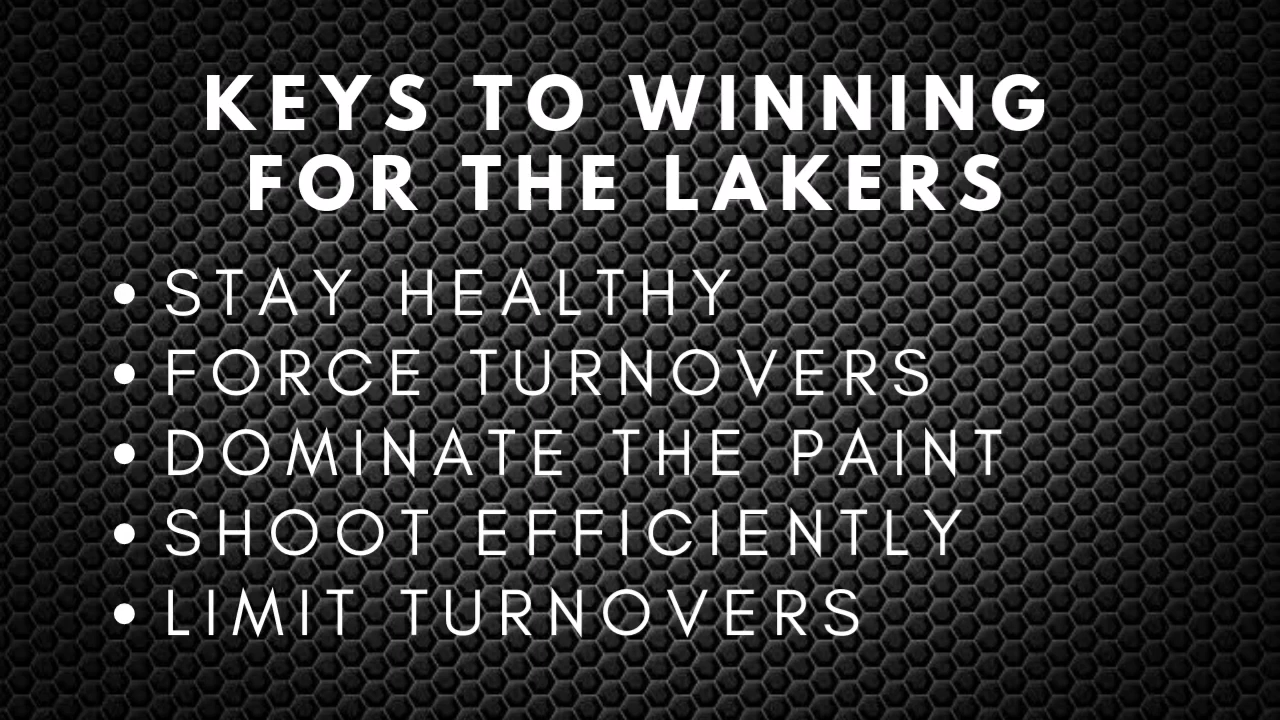 KEYS TO WINNING
FOR THE LAKERS
• STAY HEALTHY
• FORCE TURNOVERS
• DOMINATE THE PAINT
• SHOOT EFFICIENTLY
• LIMIT TURNOVERS